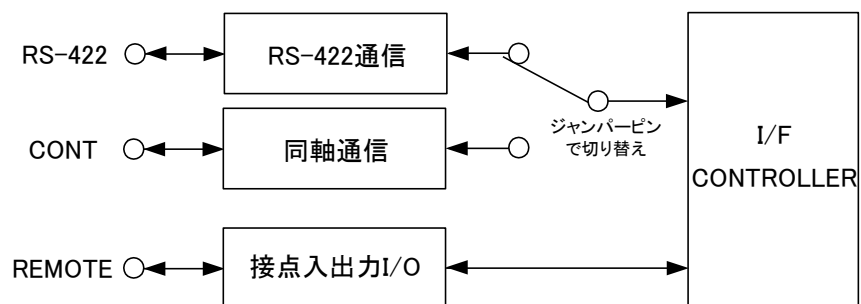 RS-422
RS-422通信
CONT
同軸通信
ジャンパーピン
で切り替え
I/F
CONTROLLER
REMOTE
接点入出力I/O